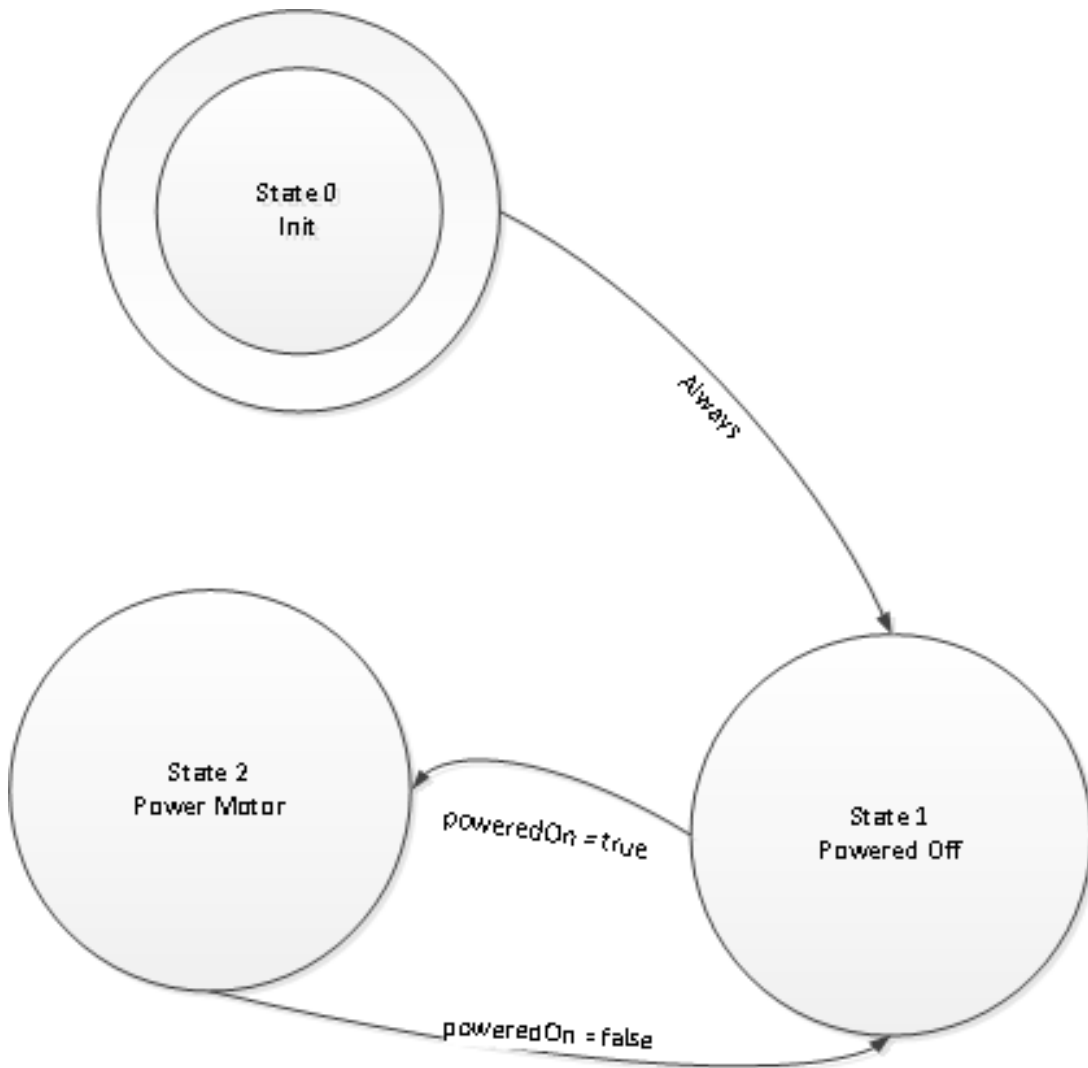 State 0
Init
Always
State 2
Power Motor
poweredOn = true
State 1
Powered Off
poweredOn = false